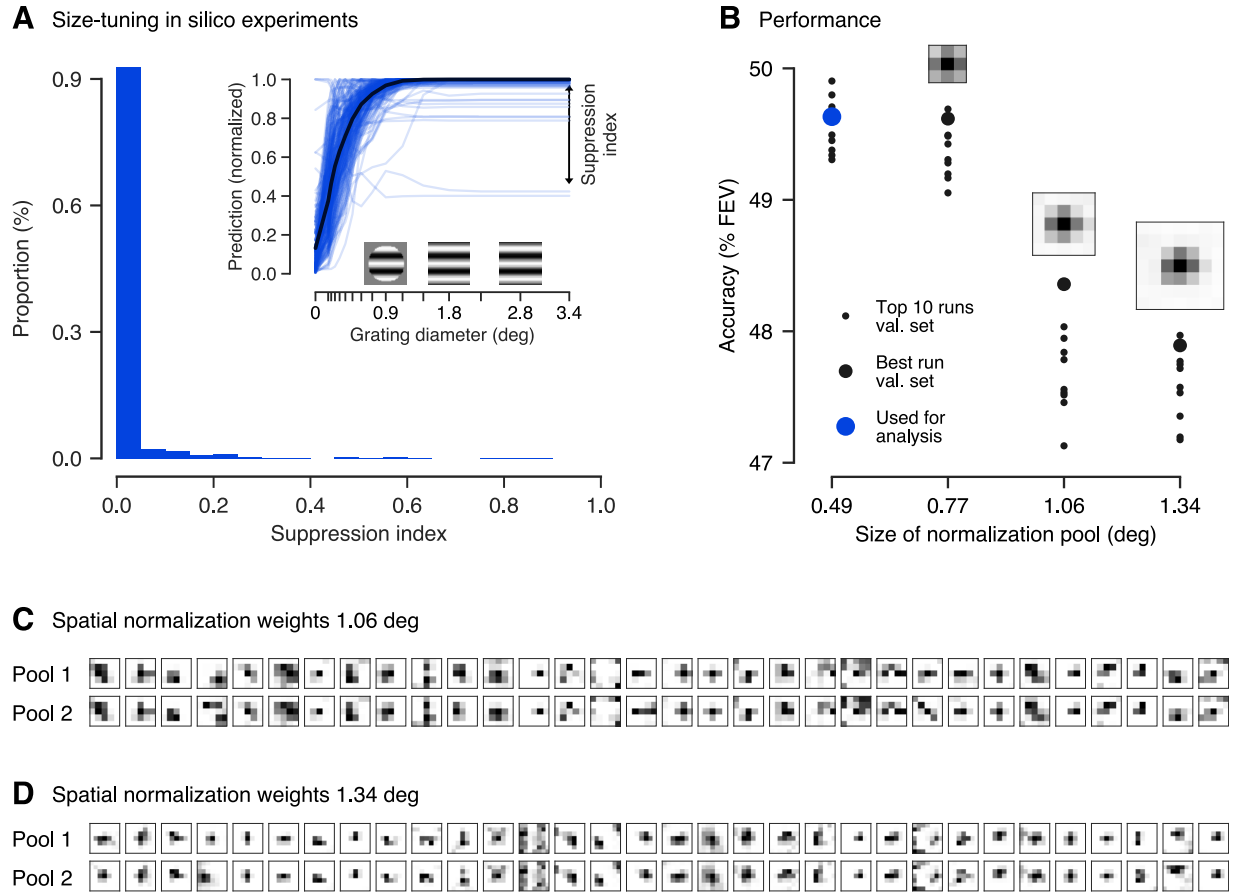 A Size-tuning in silico experiments
0.9
0.6
0.3
0.0
Proportion (%)
0.0 0.2 0.4 0.6 0.8 1.0
Suppression index
1.0
0.8
0.6
0.4
0.2
0.0
Prediction (normalized)
0 0.9 1.8 2.8 3.4
Grating diameter (deg)
Suppression
index
B Performance
50
49
48
47
Accuracy (% FEV)
Top 10 runs
val. set
Best run
val. set
Used for
analysis
0.49 0.77 1.06 1.34
Size of normalization pool (deg)
C Spatial normalization weights 1.06 deg
Pool 1
Pool 2
D Spatial normalization weights 1.34 deg
Pool 1
Pool 2